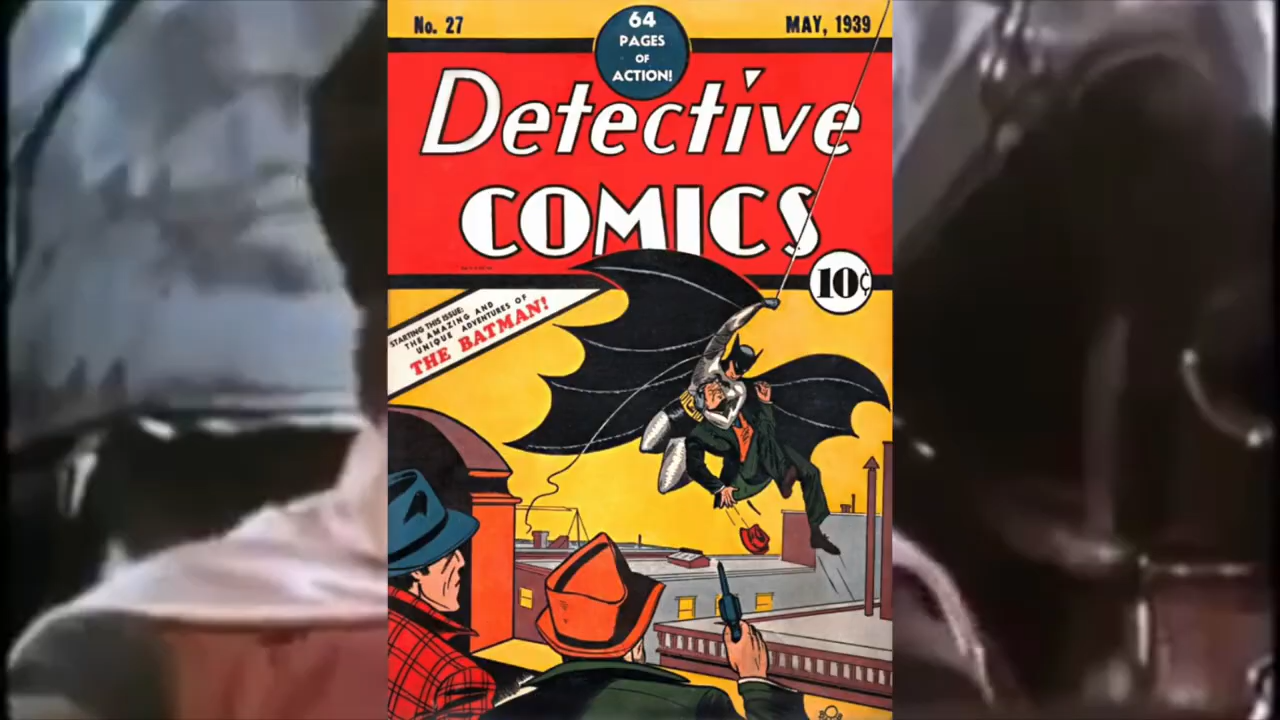 No. 27
64
PAGES
OF
ACTION!
MAY, 1939
Detective
COMICS
10¢
STARTING THIS ISSUE:
THE AMAZING AND
UNIQUE ADVENTURES OF
THE BATMAN!